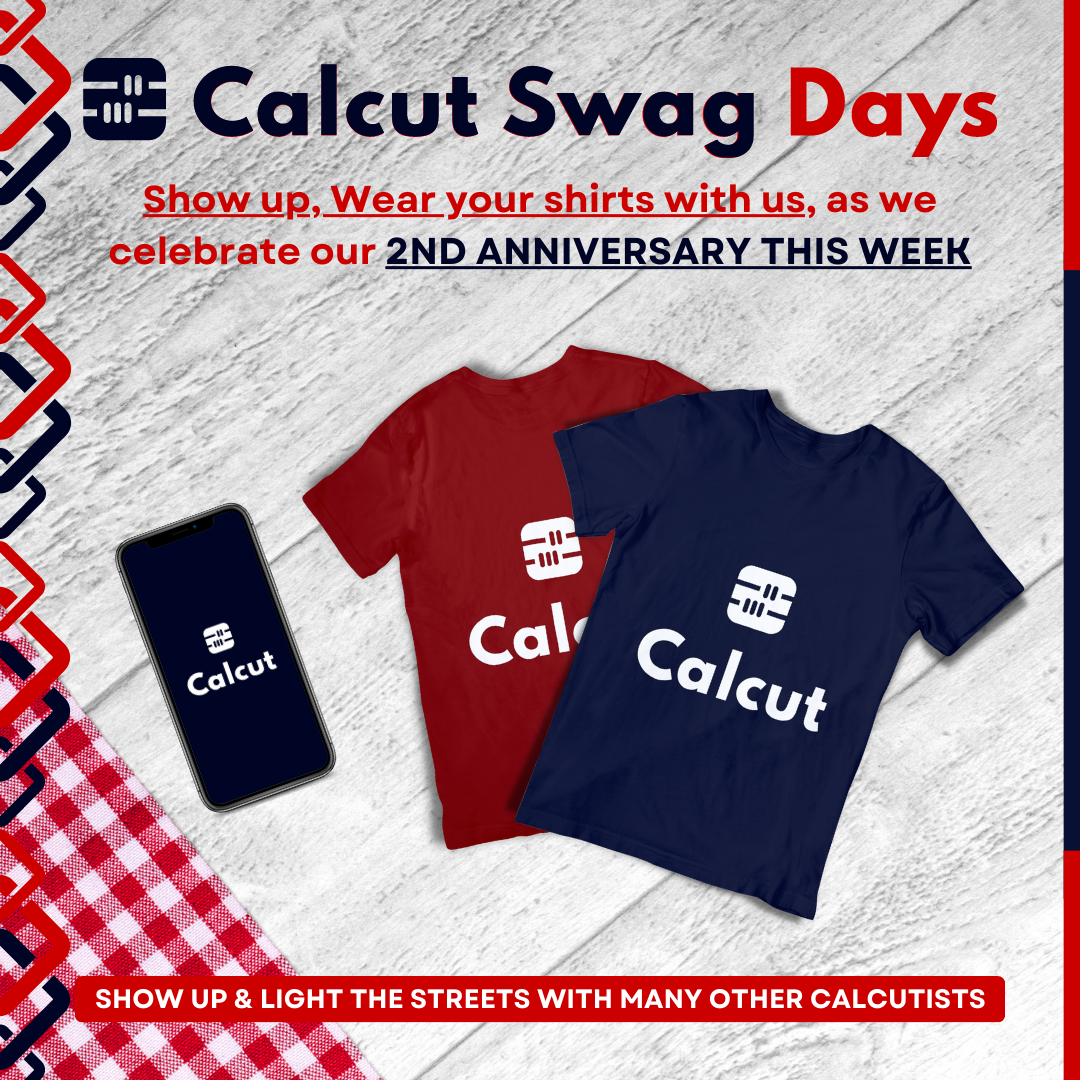 Calcut Swag Days
Show up, Wear your shirts with us, as we
celebrate our 2ND ANNIVERSARY THIS WEEK
Calcut
Calc
Calcut
SHOW UP & LIGHT THE STREETS WITH MANY OTHER CALCUTISTS